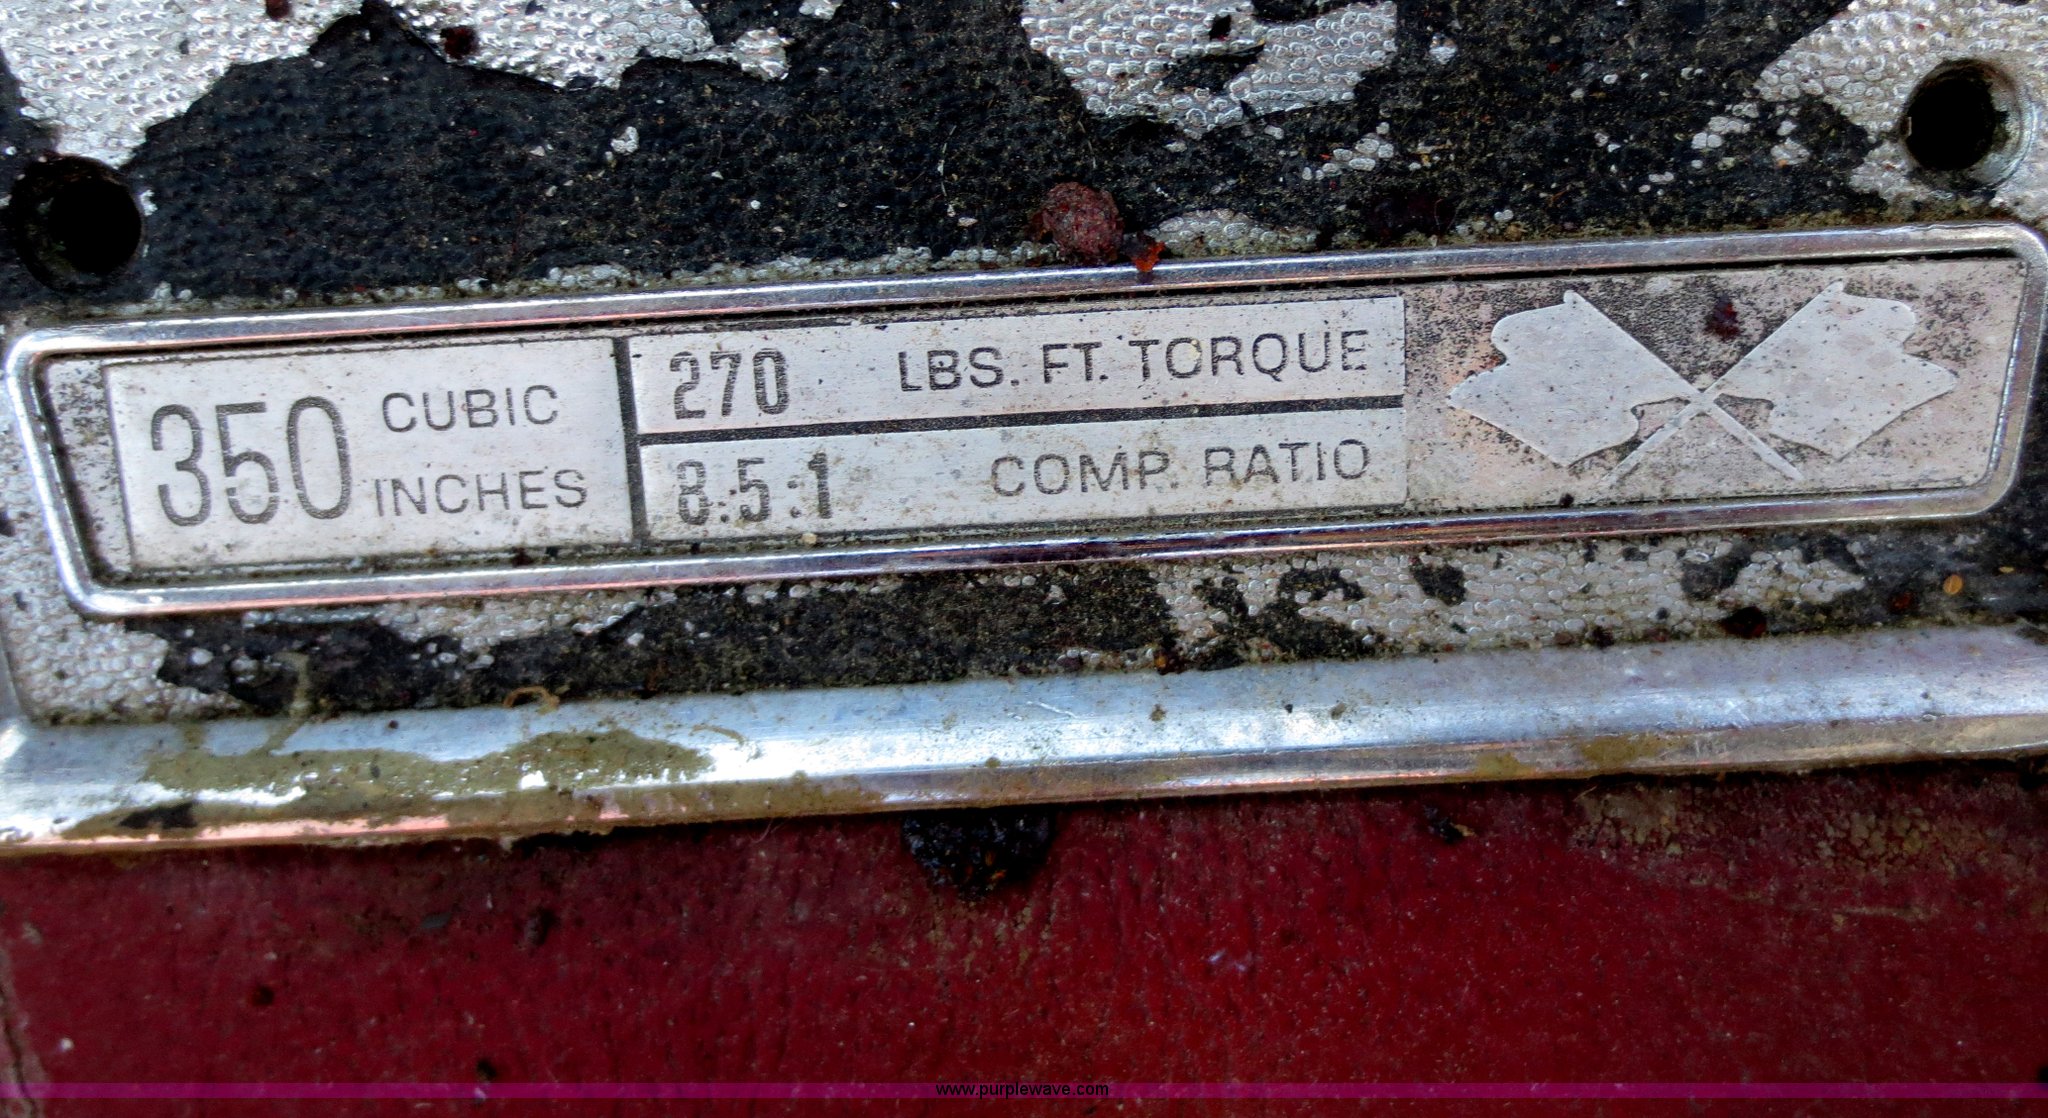 350 CUBIC
INCHES
270 LBS. FT. TORQUE
8.5:1 COMP. RATIO
www.purplewave.com